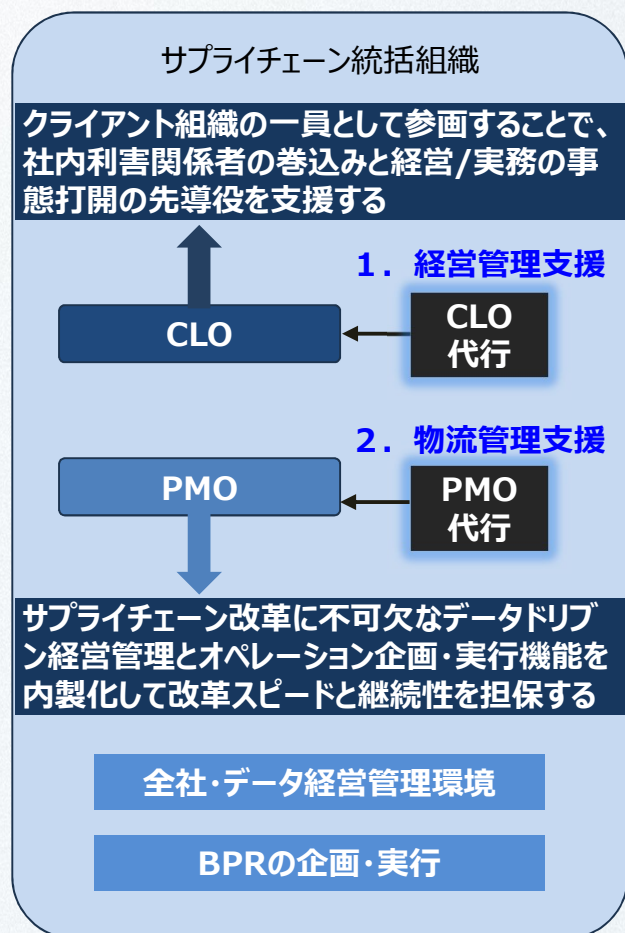 サプライチェーン統括組織
クライアント組織の一員として参画することで、
社内利害関係者の巻込みと経営/実務の事
態打開の先導役を支援する
1．経営管理支援
CLO
CLO
代行
2．物流管理支援
PMO
PMO
代行
サプライチェーン改革に不可欠なデータドリブ
ン経営管理とオペレーション企画・実行機能を
内製化して改革スピードと継続性を担保する
全社・データ経営管理環境
BPRの企画・実行